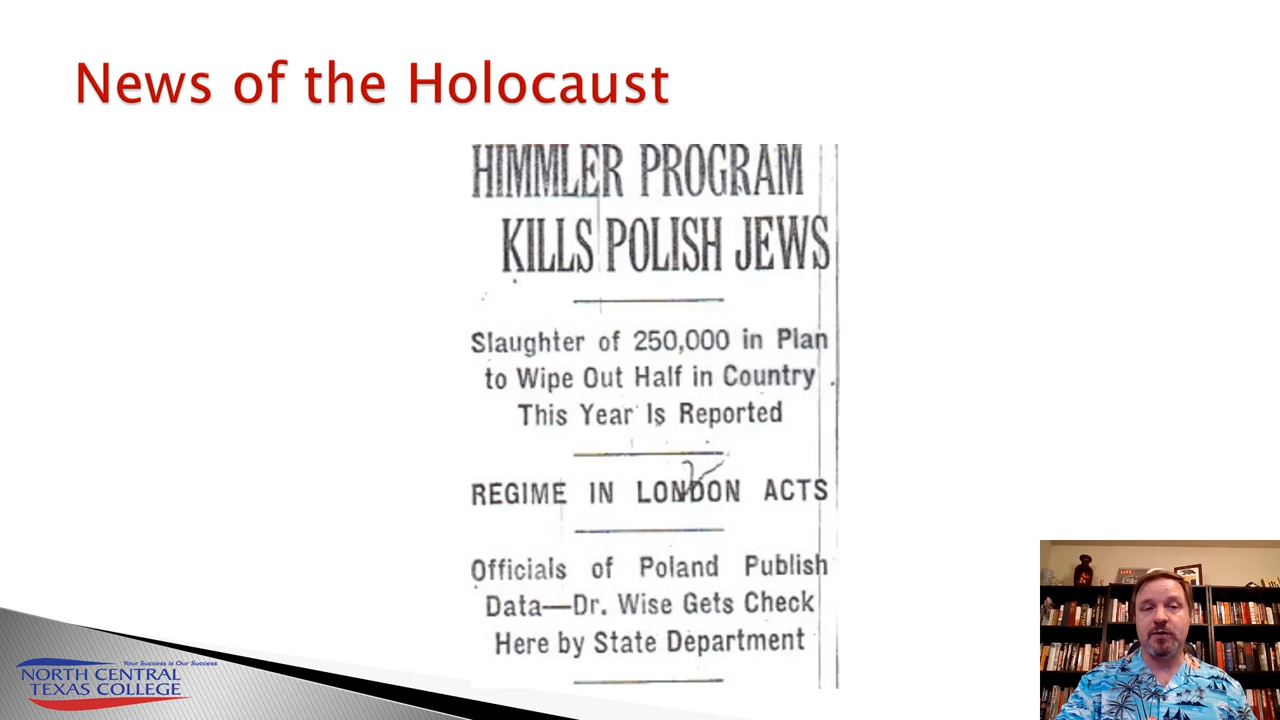 News of the Holocaust
HIMMLER PROGRAM
KILLS POLISH JEWS
Slaughter of 250,000 in Plan
to Wipe Out Half in Country
This Year Is Reported
REGIME IN LONDON ACTS
Officials of Poland Publish
Data—Dr. Wise Gets Check
Here by State Department
Your Success is Our Success
NORTH CENTRAL
TEXAS COLLEGE
LIVE